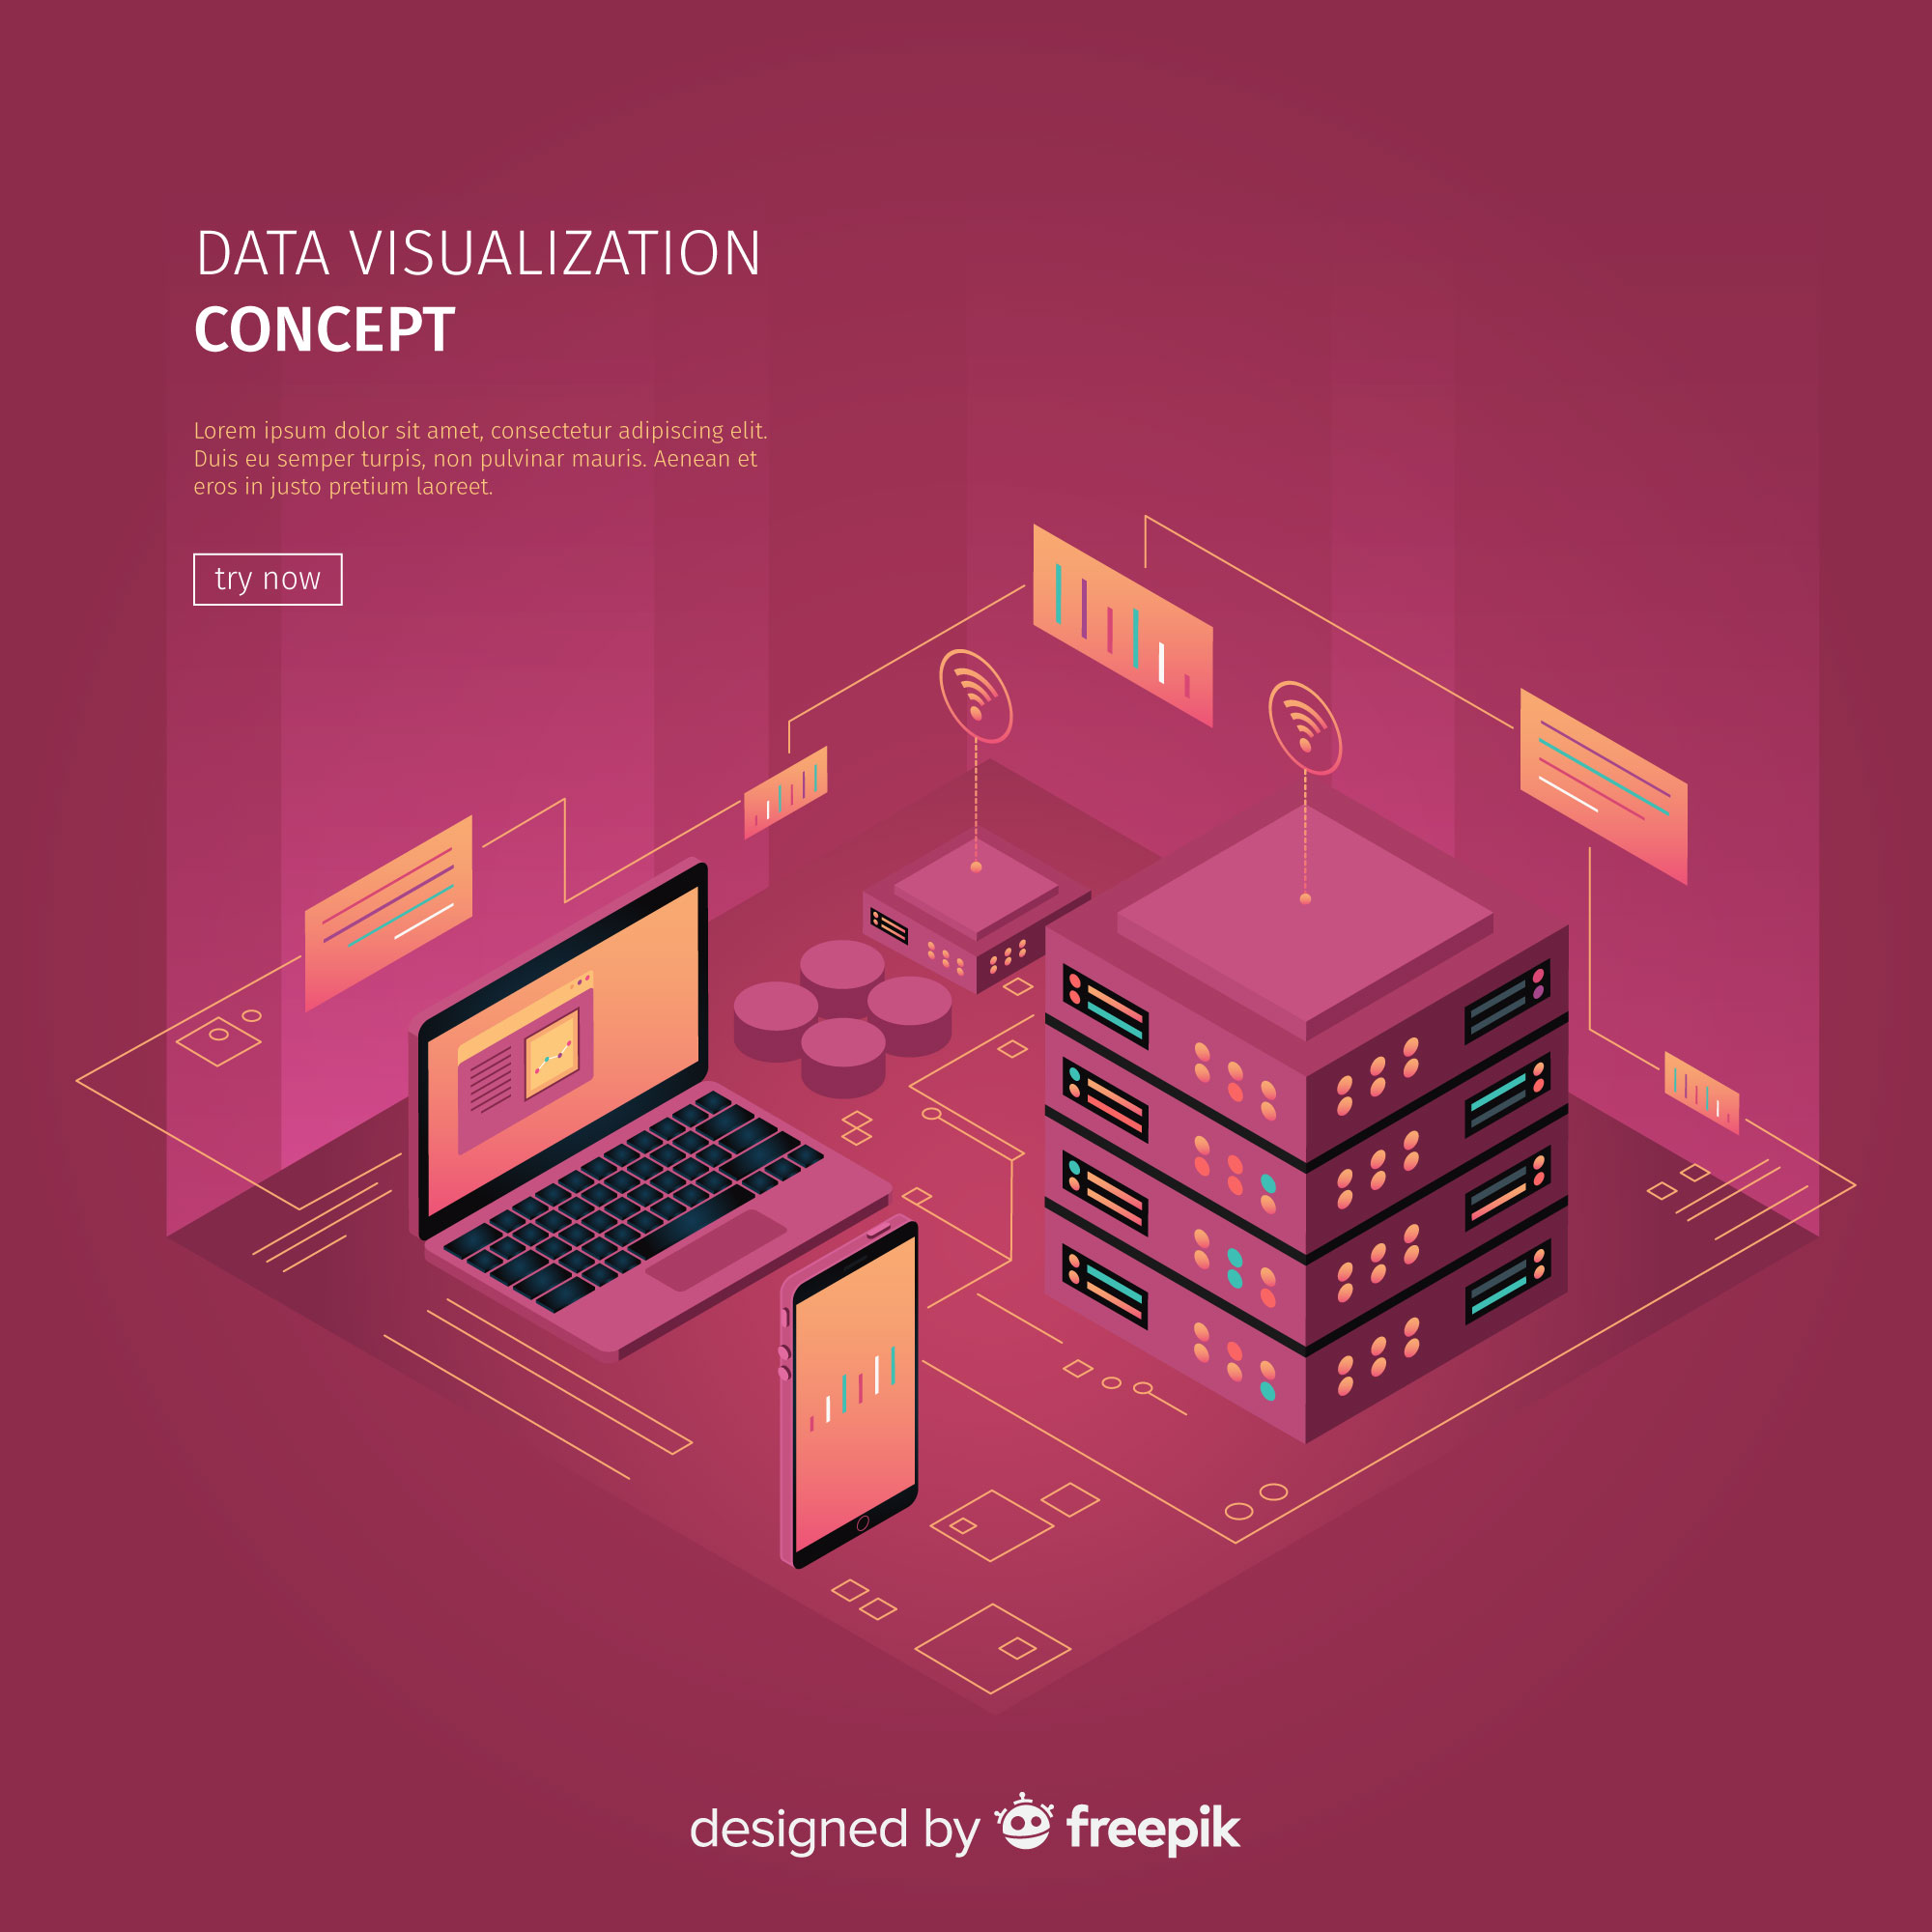 DATA VISUALIZATION
CONCEPT
Lorem ipsum dolor sit amet, consectetur adipiscing elit.
Duis eu semper turpis, non pulvinar mauris. Aenean et
eros in justo pretium laoreet.
try now
designed by freepik